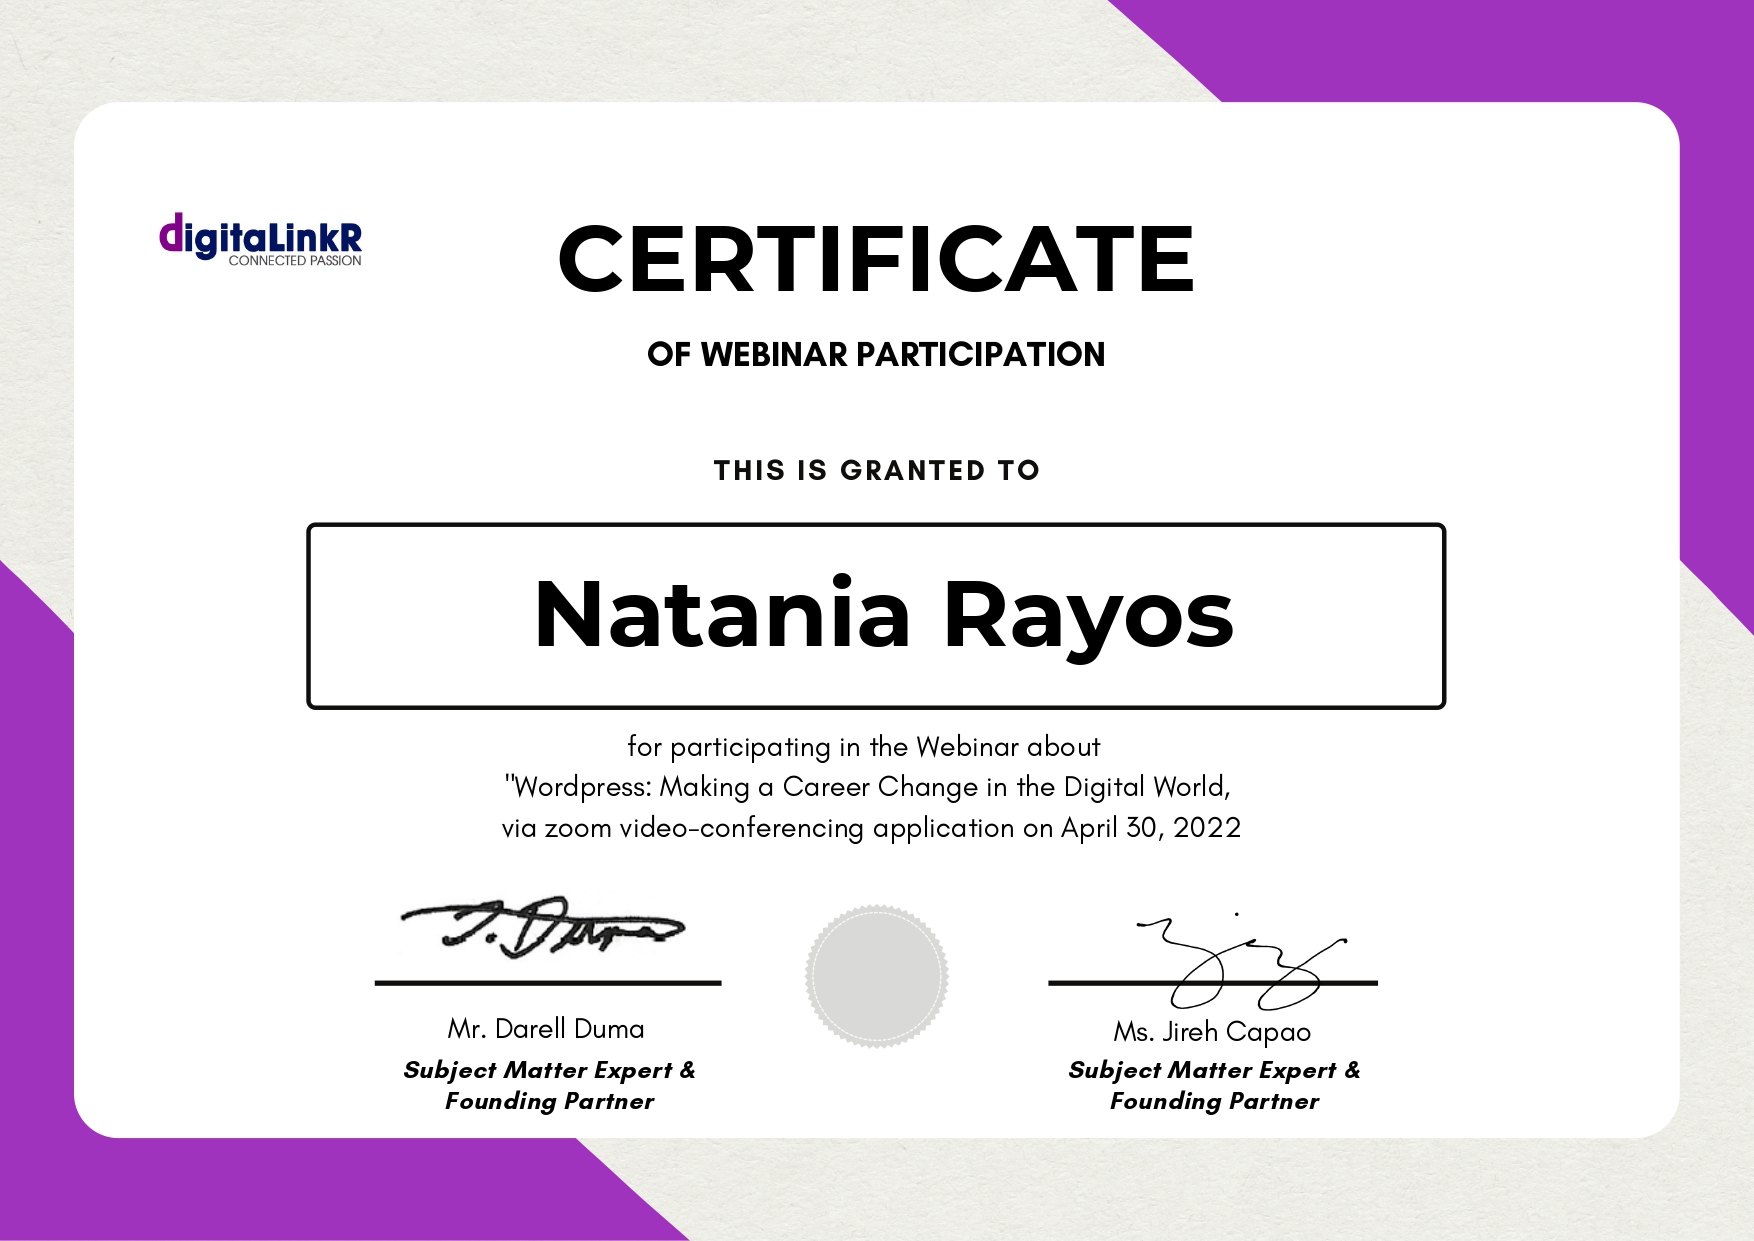 digitaLinkR
CONNECTED PASSION
CERTIFICATE
OF WEBINAR PARTICIPATION
THIS IS GRANTED TO
Natania Rayos
for participating in the Webinar about
"Wordpress: Making a Career Change in the Digital World,
via zoom video-conferencing application on April 30, 2022
Mr. Darell Duma
Subject Matter Expert &
Founding Partner
Ms. Jireh Capao
Subject Matter Expert &
Founding Partner